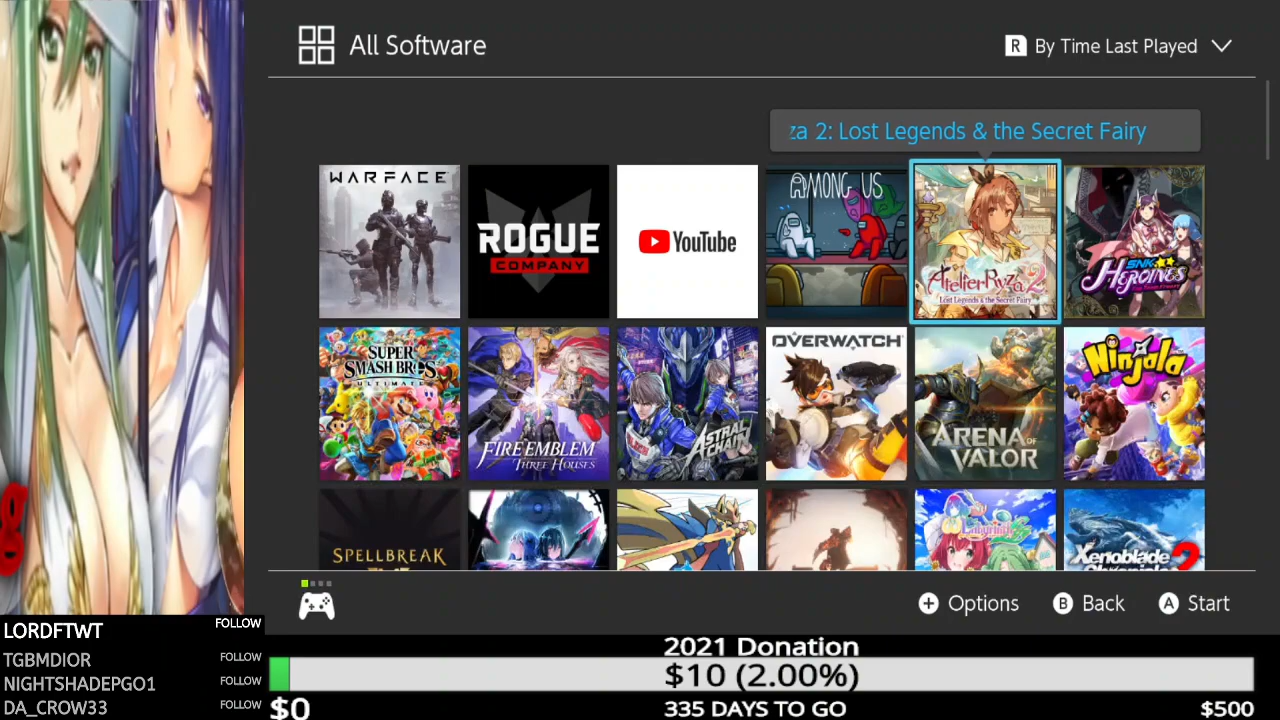 All Software
R By Time Last Played
za 2: Lost Legends & the Secret Fairy
WARFACE
ROGUE
COMPANY
YouTube
AMONG US
Atelier Ryza 2
Lost Legends & the Secret Fairy
SNK
HEROINES
SUPER
SMASH BROS.
ULTIMATE
FIRE EMBLEM
THREE HOUSES
ASTRAL
CHAIN
OVERWATCH
ARENA OF
VALOR
Ninjala
SPELLBREAK
Labyrinth
Xenoblade
Chronicles 2
+ Options
B Back
A Start
LORDFTWT FOLLOW
TGBMDIOR FOLLOW
NIGHTSHADEPGO1 FOLLOW
DA_CROW33 FOLLOW
2021 Donation
$10 (2.00%)
$0 335 DAYS TO GO $500